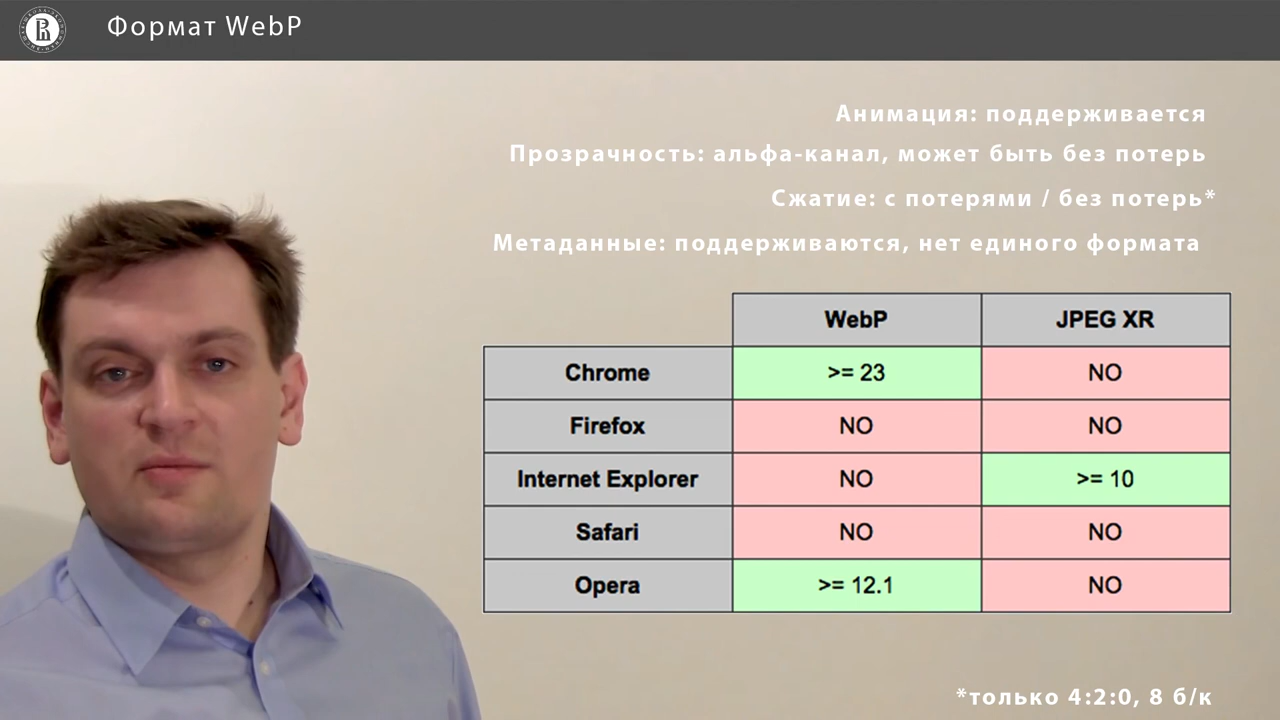 Формат WebP
Анимация: поддерживается
Прозрачность: альфа-канал, может быть без потерь
Сжатие: с потерями / без потерь*
Метаданные: поддерживаются, нет единого формата
WebP JPEG XR
Chrome >= 23 NO
Firefox NO NO
Internet Explorer NO >= 10
Safari NO NO
Opera >= 12.1 NO
*только 4:2:0, 8 б/к